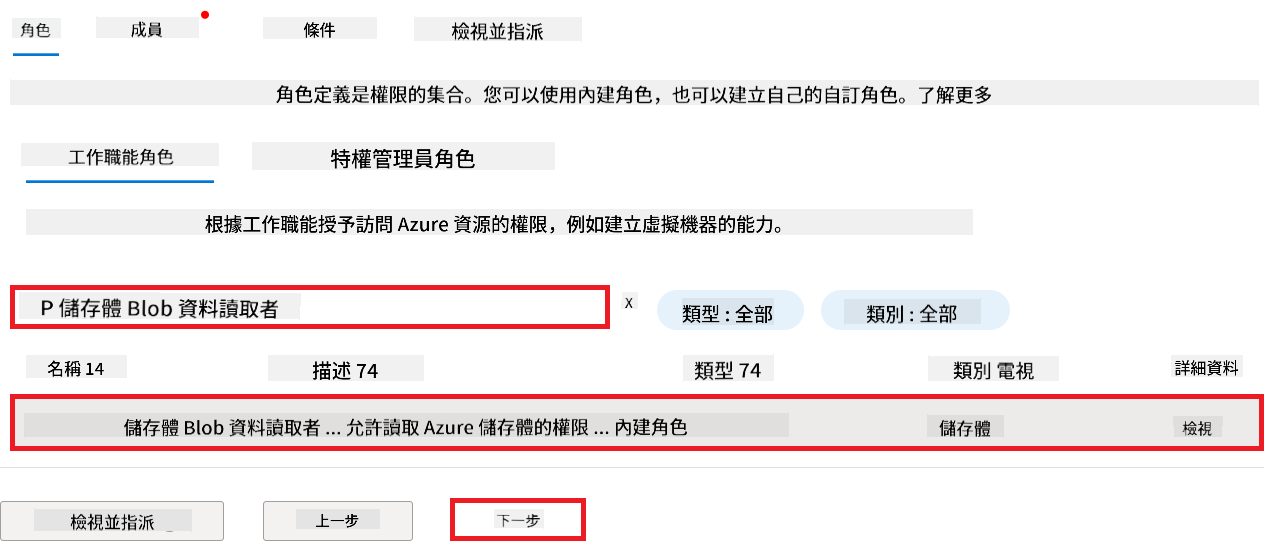 角色 成員 條件 檢視並指派
角色定義是權限的集合。您可以使用內建角色，也可以建立自己的自訂角色。了解更多
工作職能角色 特權管理員角色
根據工作職能授予訪問 Azure 資源的權限，例如建立虛擬機器的能力。
P 儲存體 Blob 資料讀取者 X 類型 : 全部 類別 : 全部
名稱 14 描述 74 類型 74 類別 電視 詳細資料
儲存體 Blob 資料讀取者 ... 允許讀取 Azure 儲存體的權限 ... 內建角色 儲存體 檢視
檢視並指派 上一步 下一步